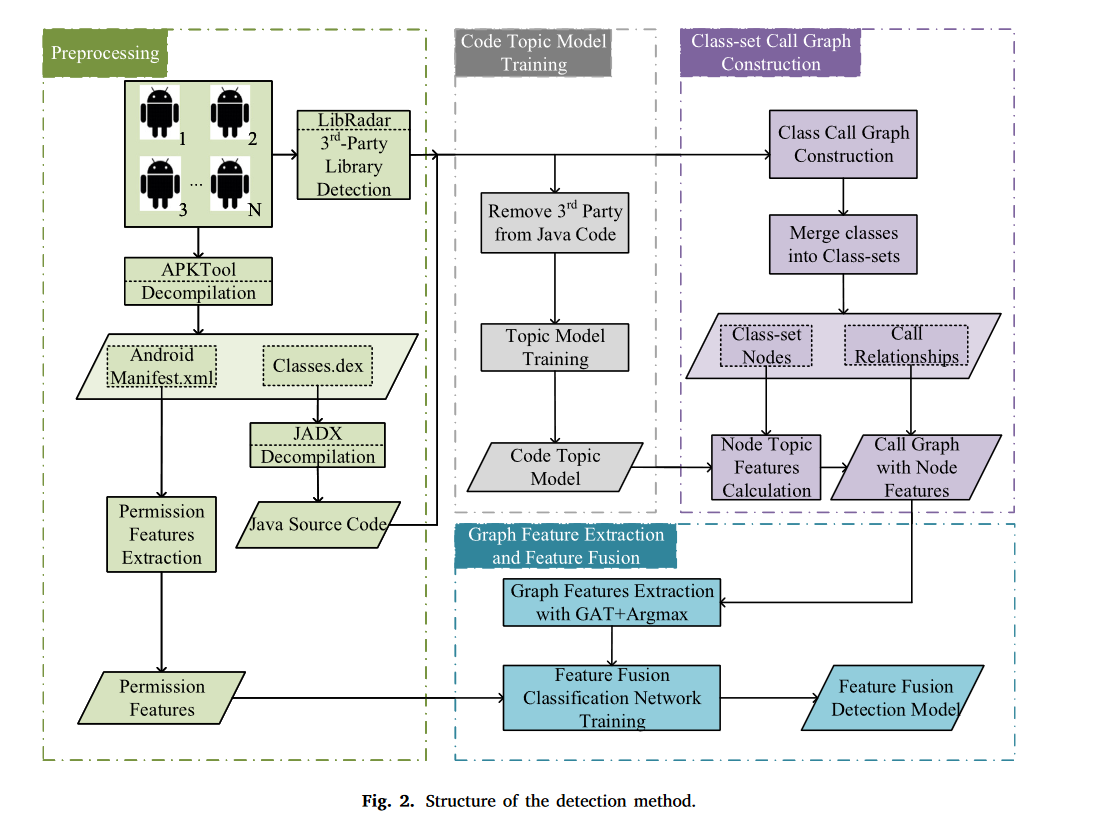 Preprocessing
1
2
3
...
N
LibRadar
3rd-Party
Library
Detection
APKTool
Decompilation
Android
Manifest.xml
Classes.dex
JADX
Decompilation
Java Source Code
Permission
Features
Extraction
Permission
Features
Code Topic Model
Training
Remove 3rd Party
from Java Code
Topic Model
Training
Code Topic
Model
Class-set Call Graph
Construction
Class Call Graph
Construction
Merge classes
into Class-sets
Class-set
Nodes
Call
Relationships
Node Topic
Features
Calculation
Call Graph
with Node
Features
Graph Feature Extraction
and Feature Fusion
Graph Features Extraction
with GAT+Argmax
Feature Fusion
Classification Network
Training
Feature Fusion
Detection Model
Fig. 2. Structure of the detection method.